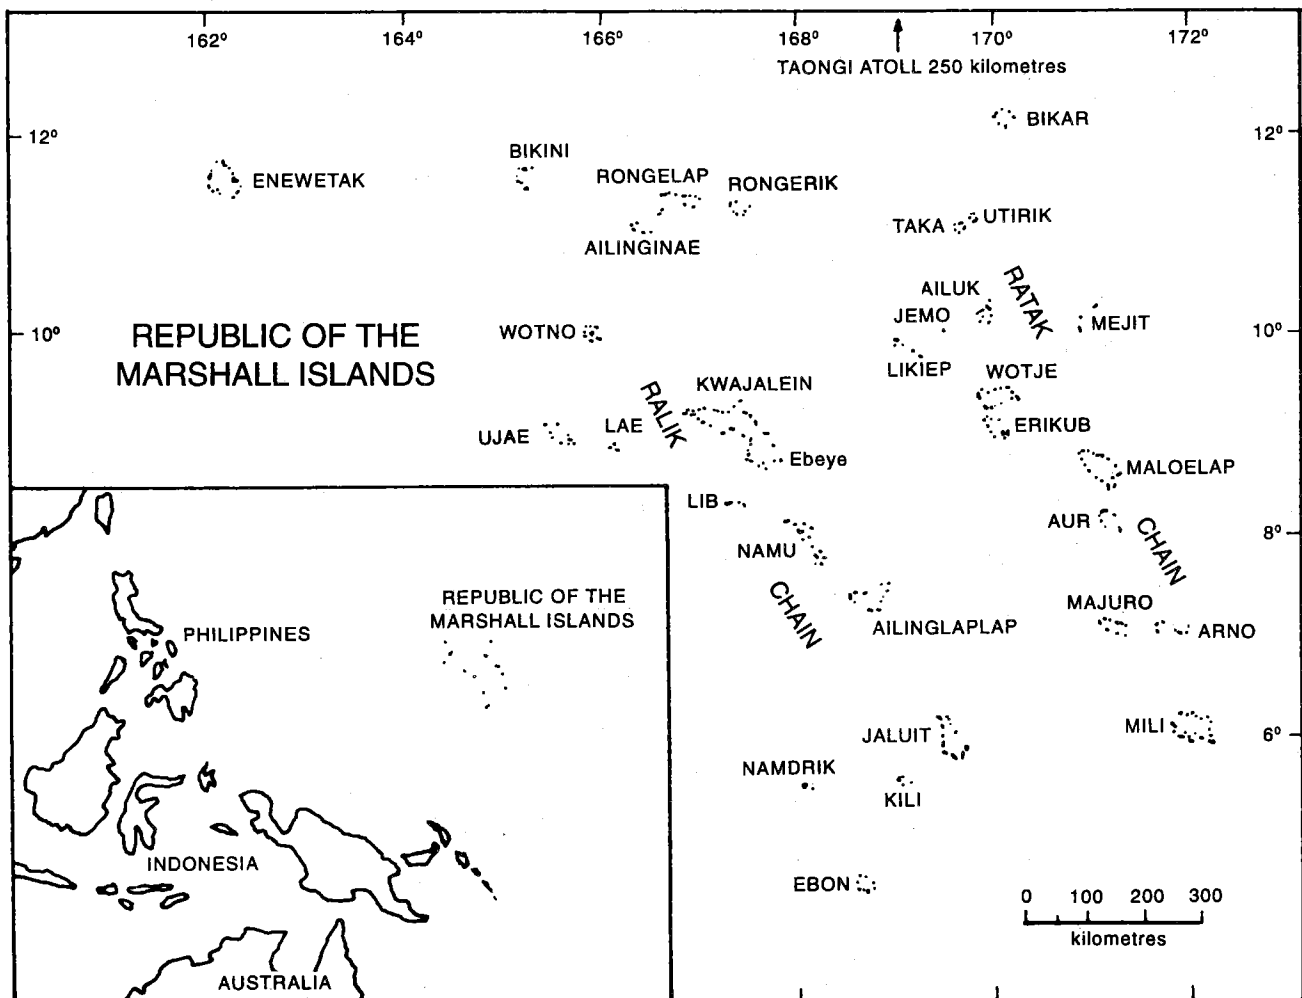 162º 164º 166º 168º 170º 172º
TAONGI ATOLL 250 kilometres
BIKAR
12º
12º
BIKINI
ENEWETAK
RONGELAP
RONGERIK
AILINGINAE
TAKA
UTIRIK
AILUK
RATAK
JEMO
MEJIT
10º
10º
REPUBLIC OF THE
MARSHALL ISLANDS
WOTNO
LIKIEP
WOTJE
KWAJALEIN
RALIK
LAE
UJAE
ERIKUB
Ebeye
MALOELAP
LIB
AUR
CHAIN
8º
NAMU
CHAIN
MAJURO
AILINGLAPLAP
ARNO
JALUIT
MILI
6º
NAMDRIK
KILI
EBON
0 100 200 300
kilometres
REPUBLIC OF THE
MARSHALL ISLANDS
PHILIPPINES
INDONESIA
AUSTRALIA